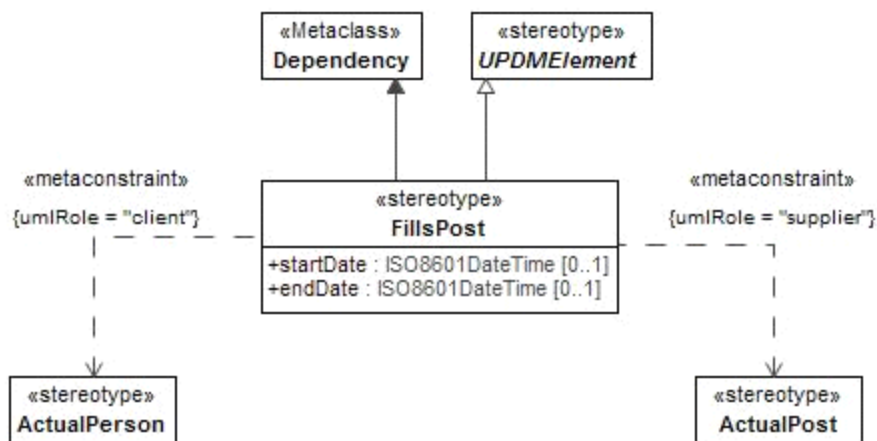 «Metaclass»
Dependency
«stereotype»
UPDMElement
«metaconstraint»
{umlRole = "client"}
«stereotype»
FillsPost
+startDate : ISO8601DateTime [0..1]
+endDate : ISO8601DateTime [0..1]
«metaconstraint»
{umlRole = "supplier"}
«stereotype»
ActualPerson
«stereotype»
ActualPost